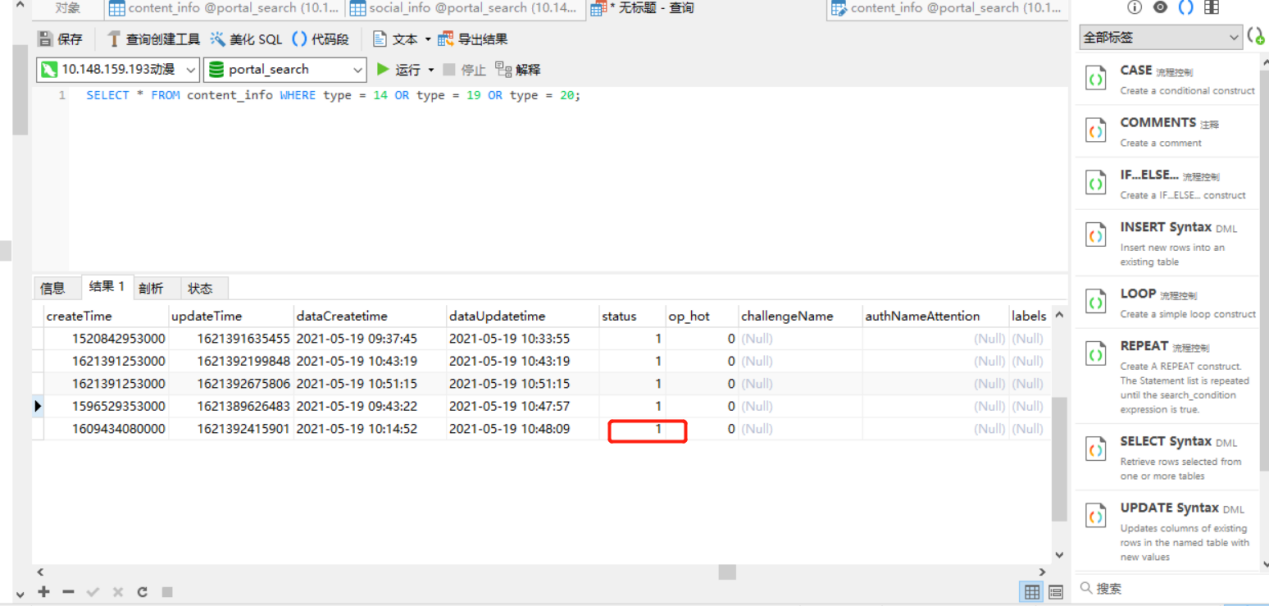 对象 content_info @portal_search (10.1... social_info @portal_search (10.14... * 无标题 - 查询 content_info @portal_search (10.1...
保存 查询创建工具 美化 SQL () 代码段 文本 导出结果
10.148.159.193动漫 portal_search 运行 停止 解释
1 SELECT * FROM content_info WHERE type = 14 OR type = 19 OR type = 20;
信息 结果 1 剖析 状态
createTime updateTime dataCreatetime dataUpdatetime status op_hot challengeName authNameAttention labels
1520842953000 1621391635455 2021-05-19 09:37:45 2021-05-19 10:33:55 1 0 (Null) (Null) (Null)
1621391253000 1621392199848 2021-05-19 10:43:19 2021-05-19 10:43:19 1 0 (Null) (Null) (Null)
1621391253000 1621392675806 2021-05-19 10:51:15 2021-05-19 10:51:15 1 0 (Null) (Null) (Null)
1596529353000 1621389626483 2021-05-19 09:43:22 2021-05-19 10:47:57 1 0 (Null) (Null) (Null)
1609434080000 1621392415901 2021-05-19 10:14:52 2021-05-19 10:48:09 1 0 (Null) (Null) (Null)
全部标签
CASE 流程控制
Create a conditional construct
COMMENTS 注释
Create a comment
IF...ELSE... 流程控制
Create a IF...ELSE... construct
INSERT Syntax DML
Insert new rows into an
existing table
LOOP 流程控制
Create a simple loop construct
REPEAT 流程控制
Create A REPEAT construct.
The Statement list is repeated
until the search_condition
expression is true.
SELECT Syntax DML
Retrieve rows selected from
one or more tables
UPDATE Syntax DML
Updates columns of existing
rows in the named table with
new values
搜索